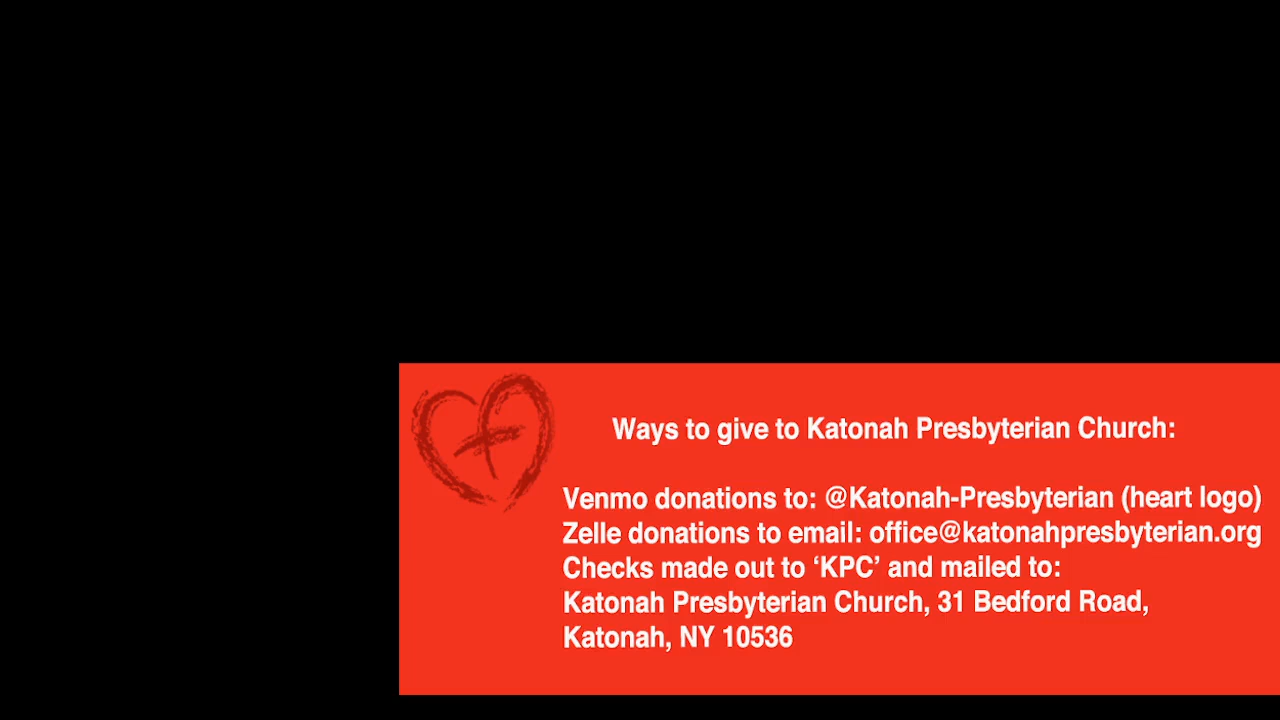 Ways to give to Katonah Presbyterian Church:
Venmo donations to: @Katonah-Presbyterian (heart logo)
Zelle donations to email: office@katonahpresbyterian.org
Checks made out to ‘KPC’ and mailed to:
Katonah Presbyterian Church, 31 Bedford Road,
Katonah, NY 10536